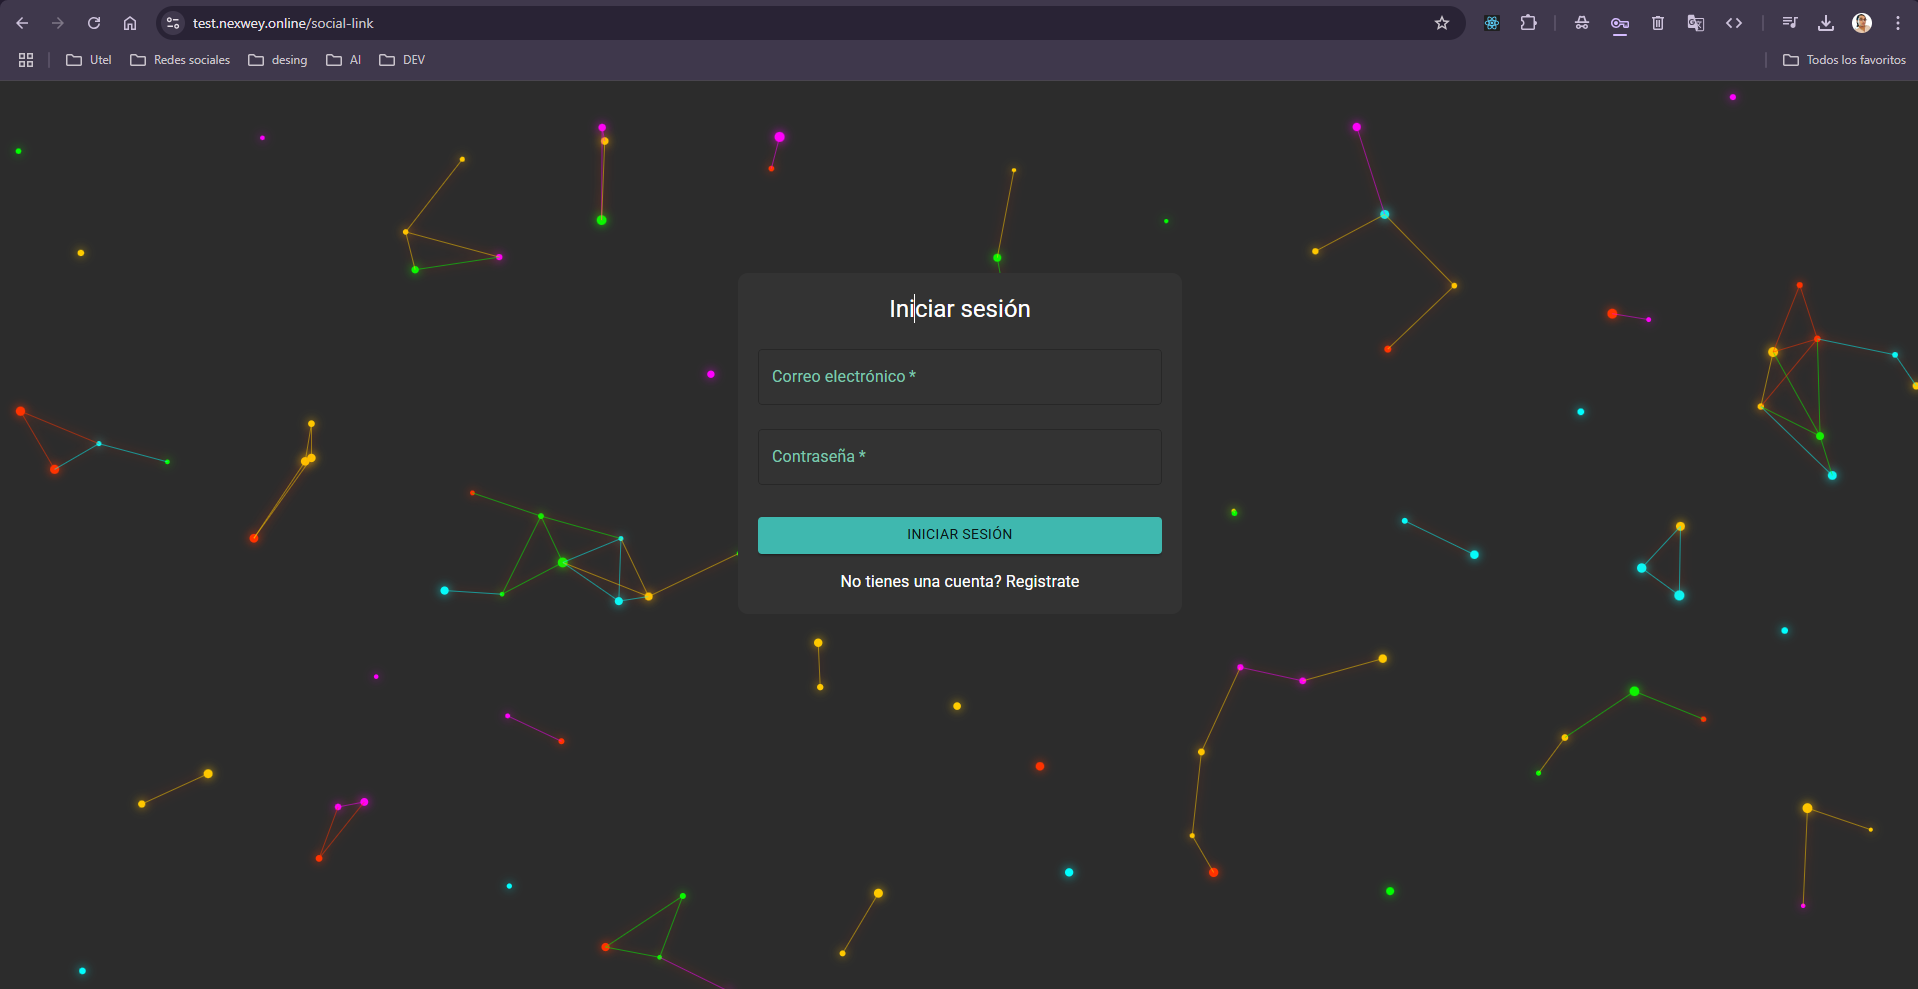 test.nexwey.online/social-link
Utel
Redes sociales
desing
AI
DEV
Todos los favoritos
Iniciar sesión
Correo electrónico *
Contraseña *
INICIAR SESIÓN
No tienes una cuenta? Registrate